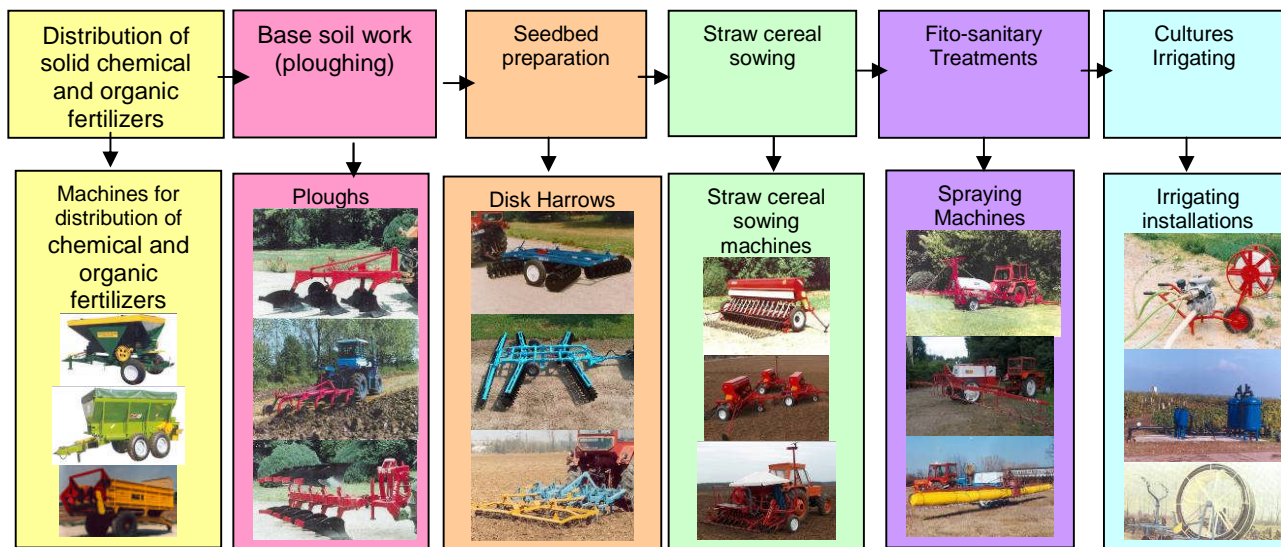 Distribution of
solid chemical
and organic
fertilizers
Base soil work
(ploughing)
Seedbed
preparation
Straw cereal
sowing
Fito-sanitary
Treatments
Cultures
Irrigating
Machines for
distribution of
chemical and
organic
fertilizers
Ploughs
Disk Harrows
Straw cereal
sowing
machines
Spraying
Machines
Irrigating
installations